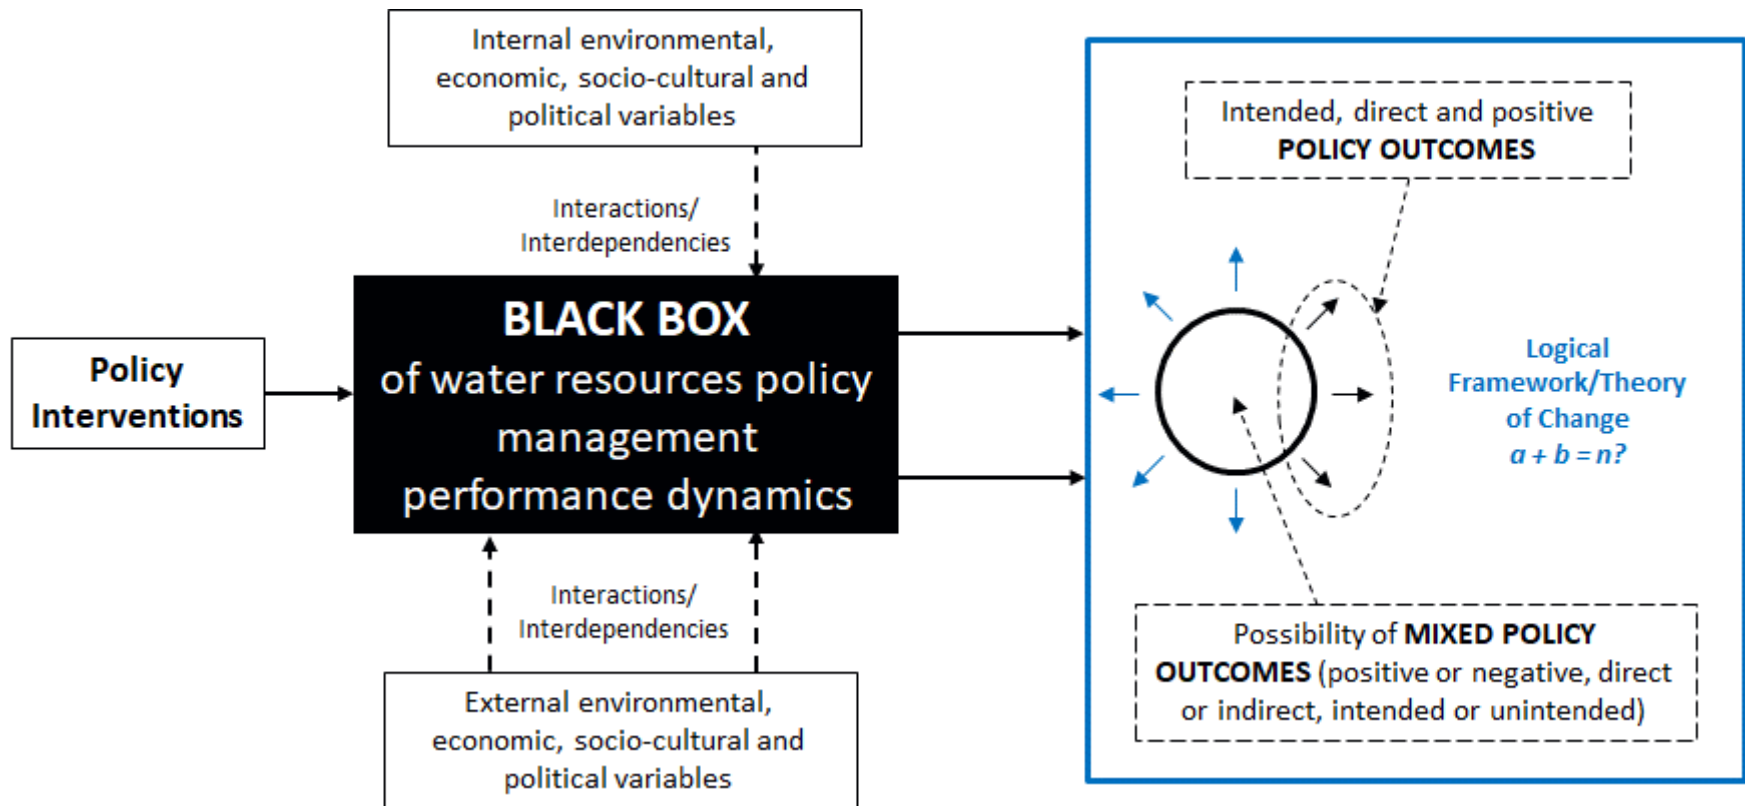 Internal environmental,
economic, socio-cultural and
political variables
Interactions/
Interdependencies
Policy
Interventions
BLACK BOX
of water resources policy
management
performance dynamics
Interactions/
Interdependencies
External environmental,
economic, socio-cultural and
political variables
Intended, direct and positive
POLICY OUTCOMES
Logical
Framework/Theory
of Change
a + b = n?
Possibility of MIXED POLICY
OUTCOMES (positive or negative, direct
or indirect, intended or unintended)